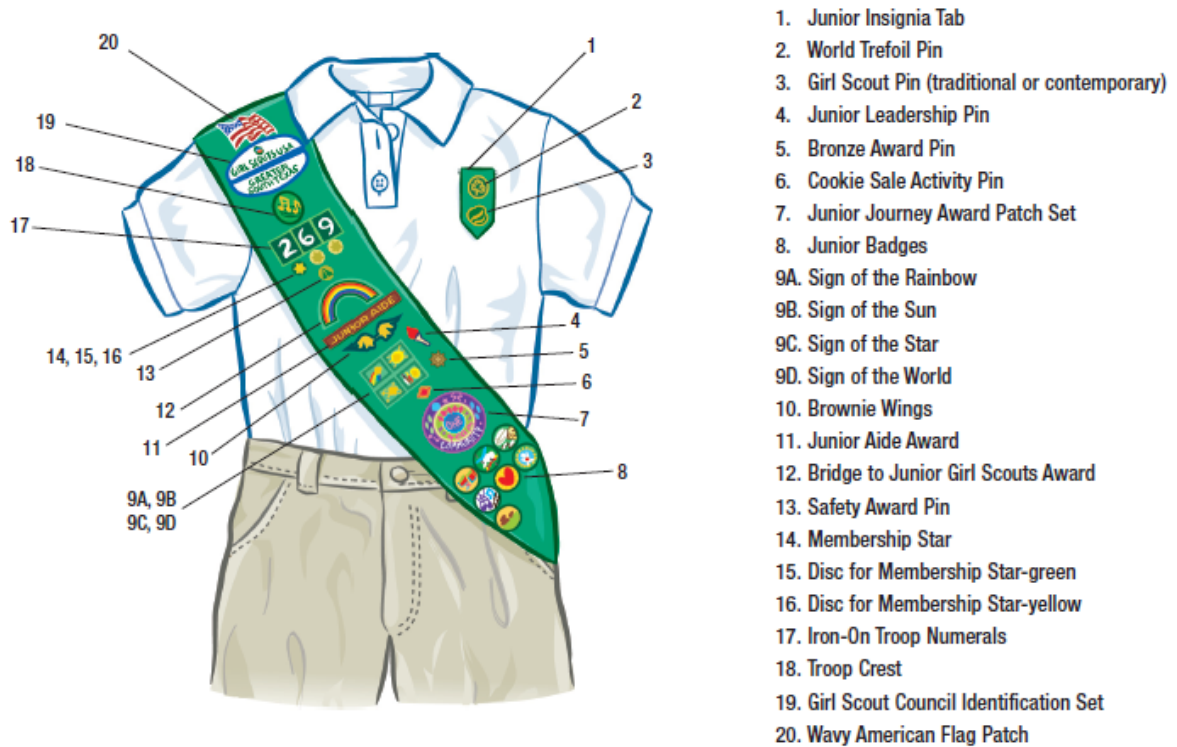 20
1
2
19
3
18
17
GIRL SCOUTS USA
GREATER
SOUTH TEXAS
269
JUNIOR AIDE
4
14, 15, 16
5
13
6
12
7
11
10
COMMUNITY
8
9A, 9B
9C, 9D
1. Junior Insignia Tab
2. World Trefoil Pin
3. Girl Scout Pin (traditional or contemporary)
4. Junior Leadership Pin
5. Bronze Award Pin
6. Cookie Sale Activity Pin
7. Junior Journey Award Patch Set
8. Junior Badges
9A. Sign of the Rainbow
9B. Sign of the Sun
9C. Sign of the Star
9D. Sign of the World
10. Brownie Wings
11. Junior Aide Award
12. Bridge to Junior Girl Scouts Award
13. Safety Award Pin
14. Membership Star
15. Disc for Membership Star-green
16. Disc for Membership Star-yellow
17. Iron-On Troop Numerals
18. Troop Crest
19. Girl Scout Council Identification Set
20. Wavy American Flag Patch